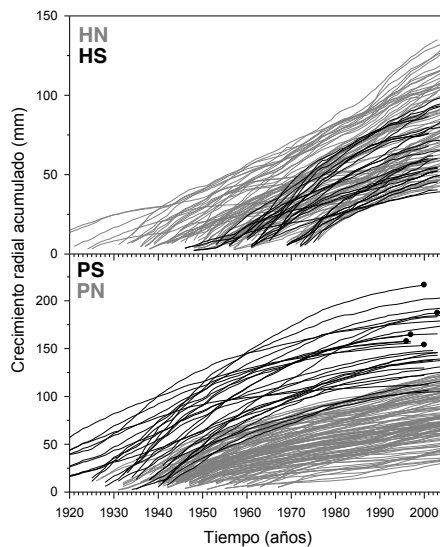 150
HN
HS
100
50
0
Crecimiento radial acumulado (mm)
PS
PN
200
150
100
50
0
1920 1930 1940 1950 1960 1970 1980 1990 2000
Tiempo (años)